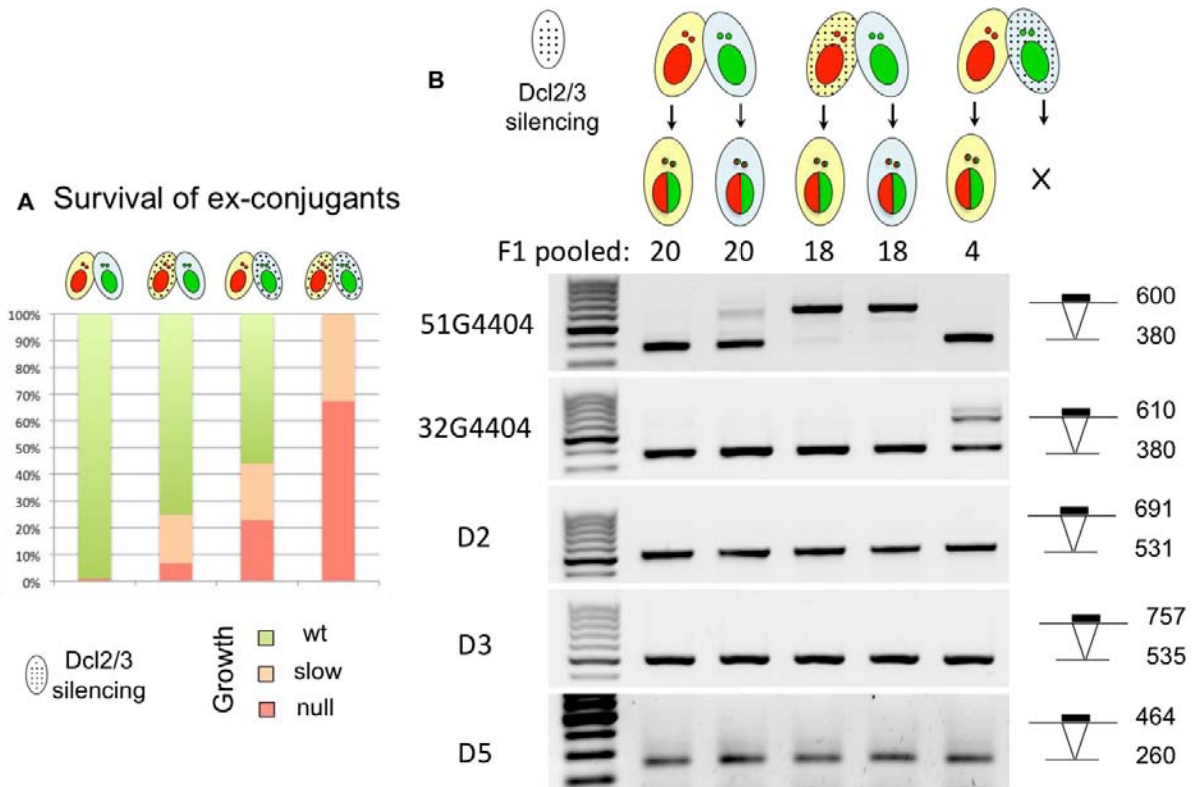 A Survival of ex-conjugants
100%
90%
80%
70%
60%
50%
40%
30%
20%
10%
0%
Dcl2/3
silencing
Growth
wt
slow
null
B
Dcl2/3
silencing
X
F1 pooled: 20 20 18 18 4
51G4404
600
380
32G4404
610
380
D2
691
531
D3
757
535
D5
464
260